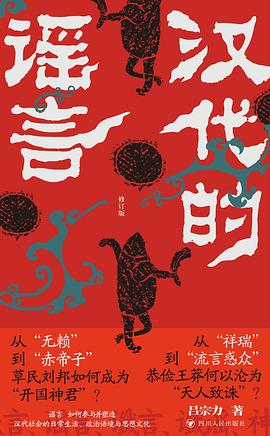 汉代的
谣言
修订版
从“无赖”
到“赤帝子”
草民刘邦如何成为
“开国神君”？
从“祥瑞”
到“流言惑众”
恭俭王莽何以沦为
“天人致诛”？
“谣言”如何参与并塑造
汉代社会的日常生活、政治语境与思想文化
吕宗力 著
四川人民出版社